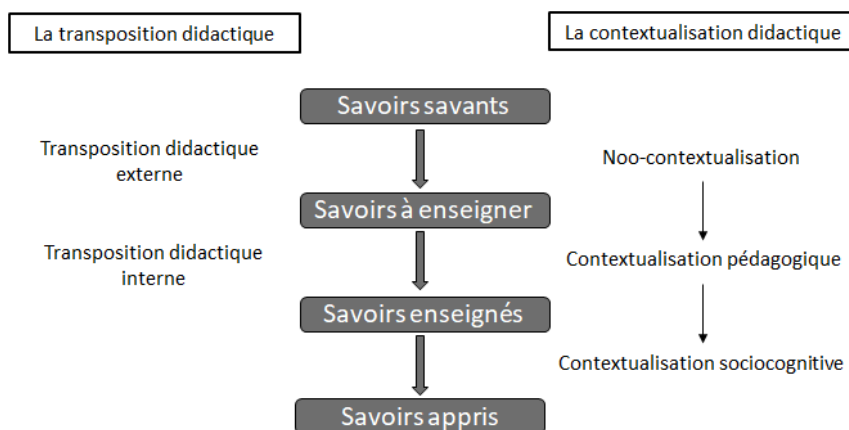 La transposition didactique
La contextualisation didactique
Savoirs savants
Transposition didactique
externe
Noo-contextualisation
Savoirs à enseigner
Transposition didactique
interne
Contextualisation pédagogique
Savoirs enseignés
Contextualisation sociocognitive
Savoirs appris